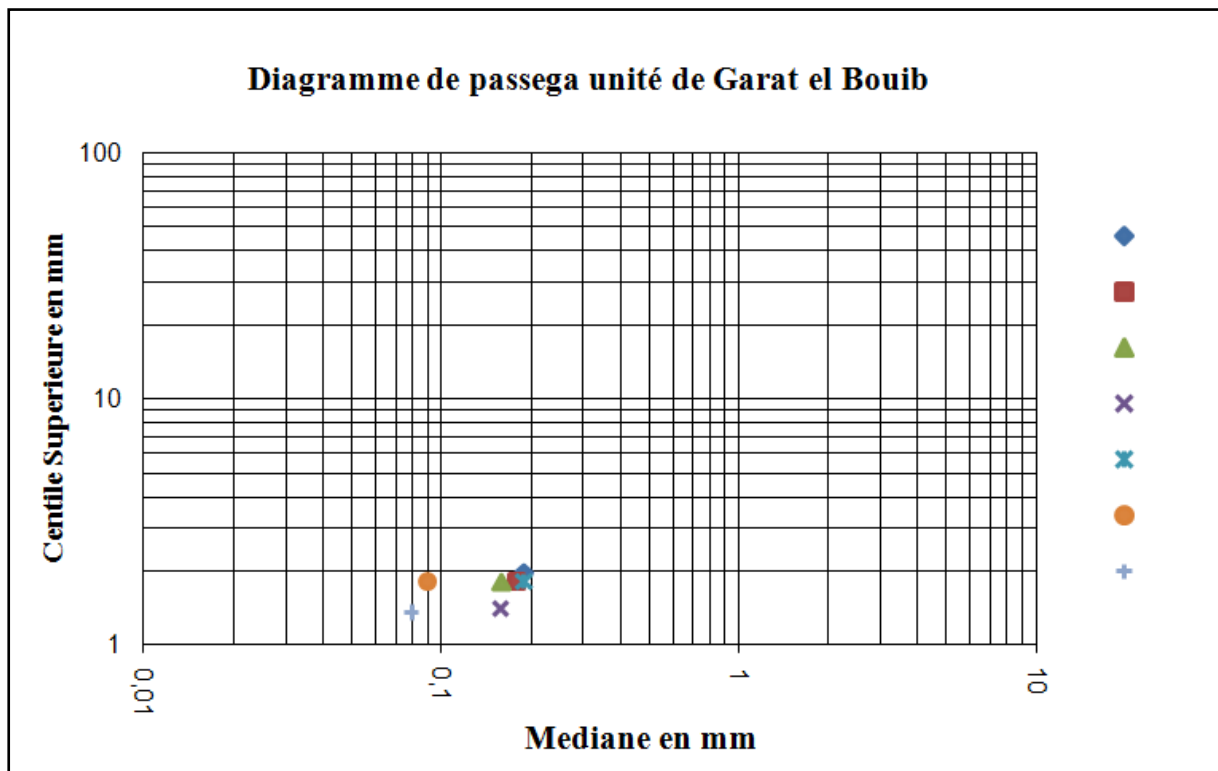 Diagramme de passega unité de Garat el Bouib
Centile Superieure en mm
100
10
1
0,01
0,1
1
10
Mediane en mm